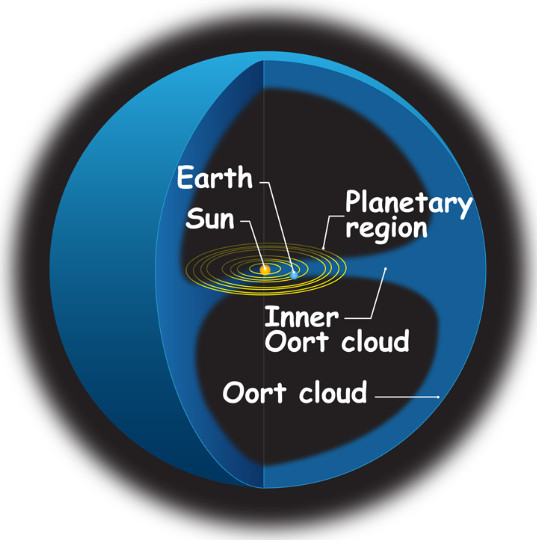 Earth
Sun
Planetary
region
Inner
Oort cloud
Oort cloud